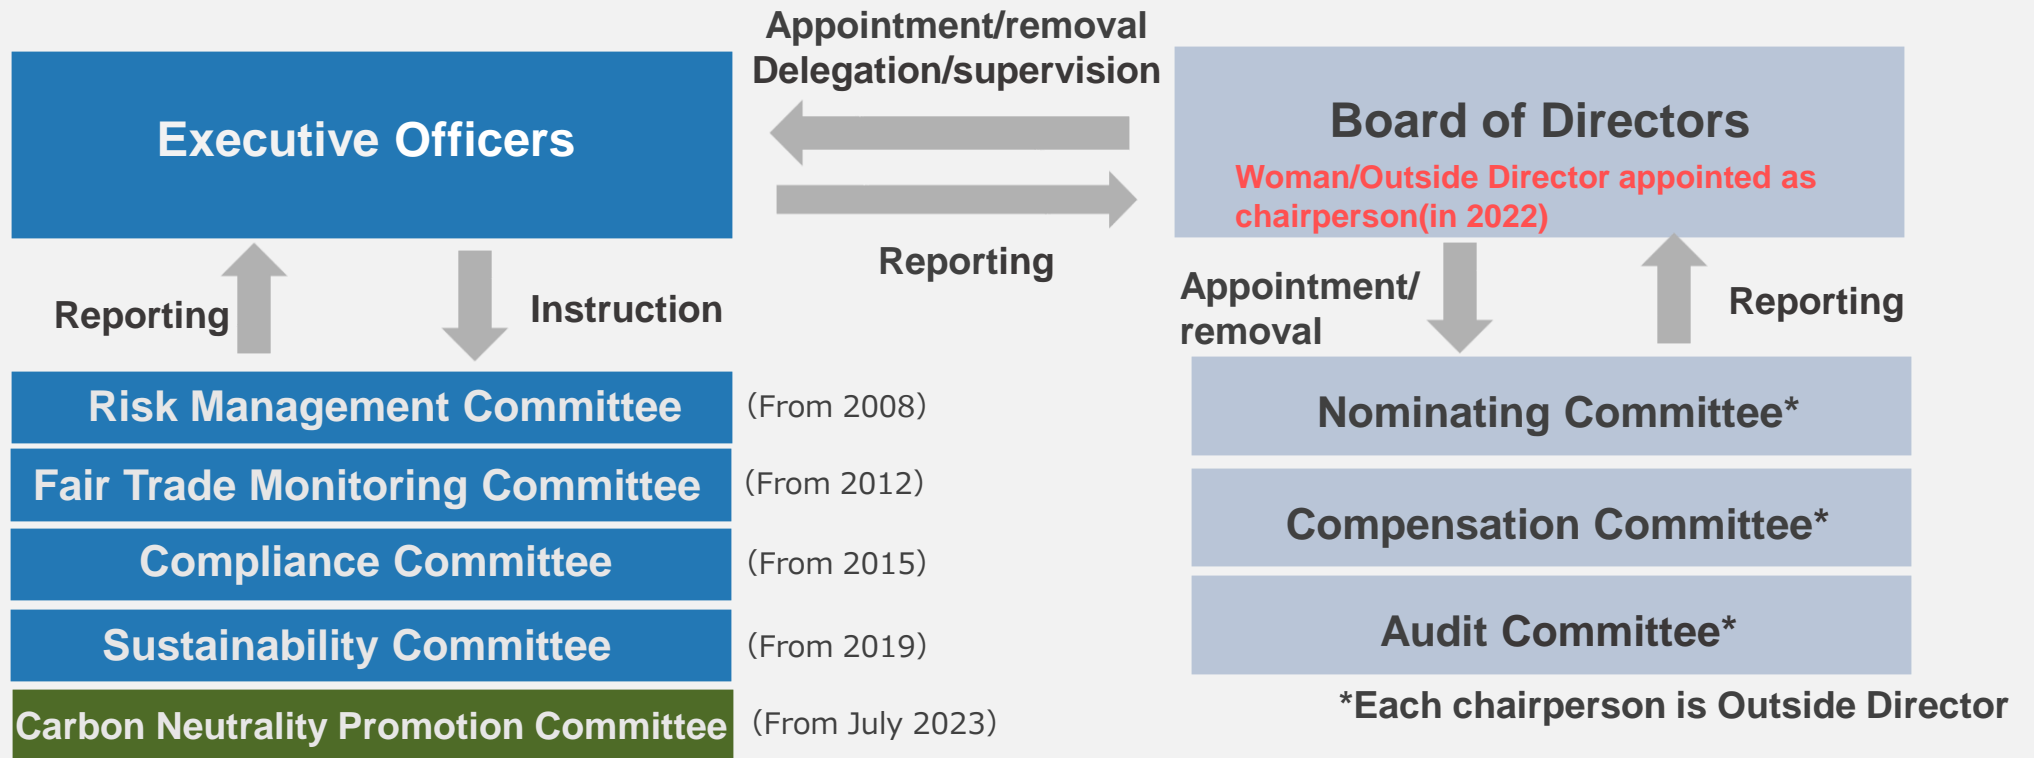 Appointment/removal
Delegation/supervision
Executive Officers
Board of Directors
Woman/Outside Director appointed as
chairperson(in 2022)
Reporting
Reporting
Instruction
Appointment/
removal
Reporting
Risk Management Committee
（From 2008）
Fair Trade Monitoring Committee
（From 2012）
Compliance Committee
（From 2015）
Sustainability Committee
（From 2019）
Carbon Neutrality Promotion Committee
（From July 2023）
Nominating Committee*
Compensation Committee*
Audit Committee*
*Each chairperson is Outside Director